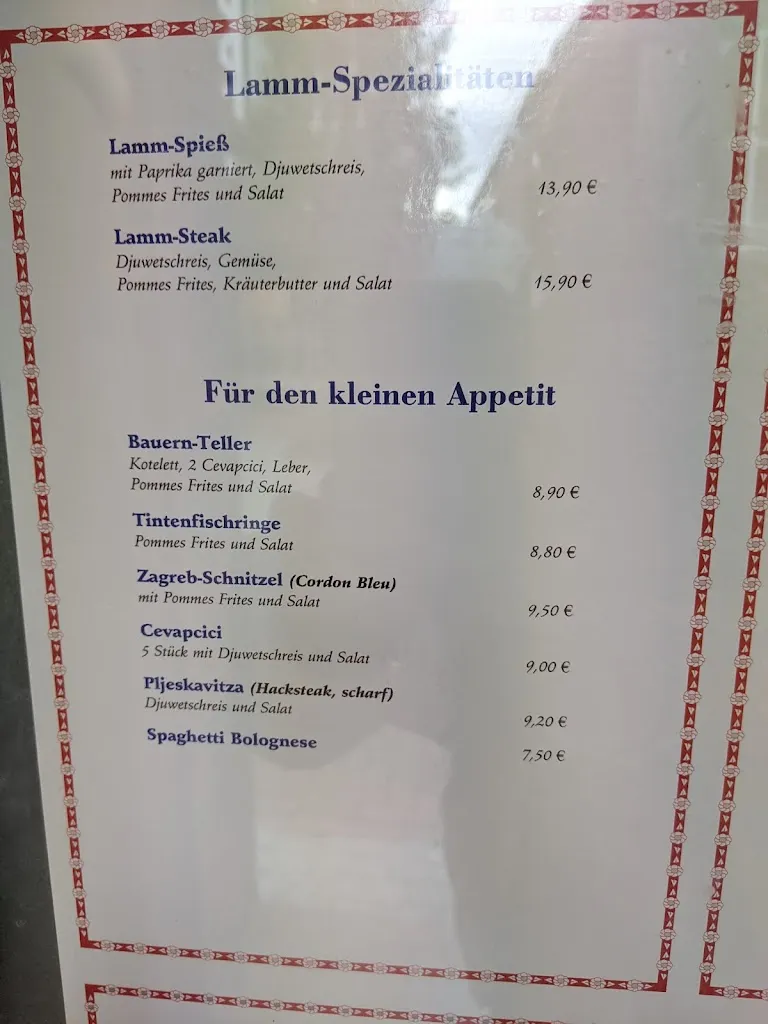 Lamm-Spezialitäten
Lamm-Spieß
mit Paprika garniert, Djuwetschreis,
Pommes Frites und Salat
13,90 €
Lamm-Steak
Djuwetschreis, Gemüse,
Pommes Frites, Kräuterbutter und Salat
15,90 €
Für den kleinen Appetit
Bauern-Teller
Kotelett, 2 Cevapcici, Leber,
Pommes Frites und Salat
8,90 €
Tintenfischringe
Pommes Frites und Salat
8,80 €
Zagreb-Schnitzel (Cordon Bleu)
mit Pommes Frites und Salat
9,50 €
Cevapcici
5 Stück mit Djuwetschreis und Salat
9,00 €
Pljeskavitza (Hacksteak, scharf)
Djuwetschreis und Salat
9,20 €
Spaghetti Bolognese
7,50 €